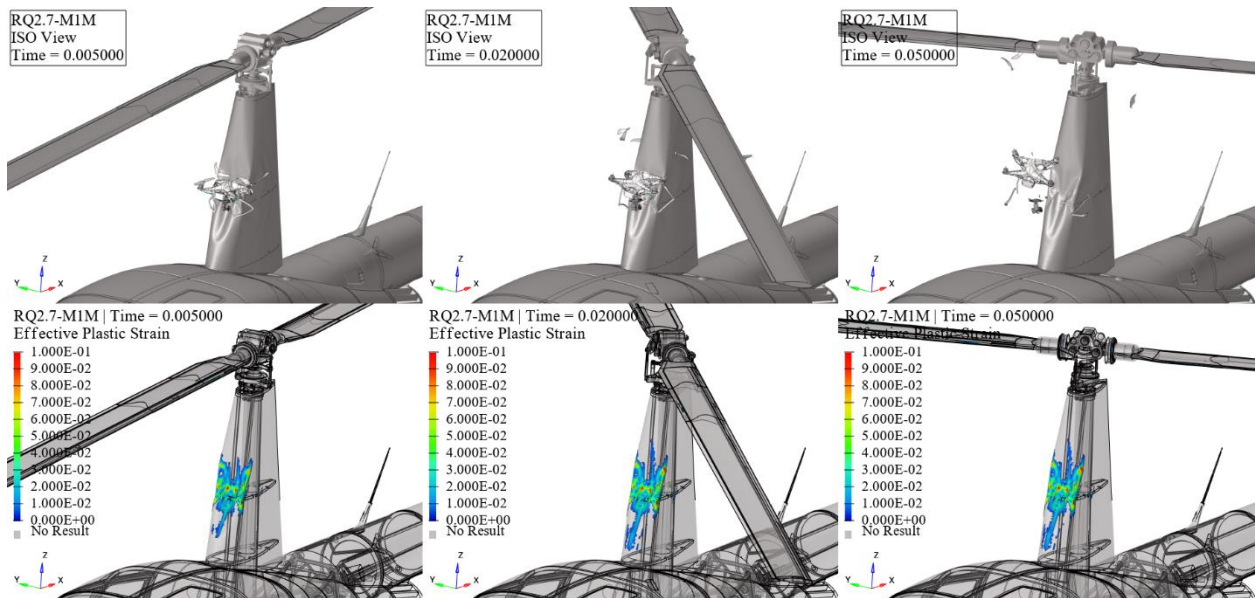 RQ2.7-M1M
ISO View
Time = 0.005000
Z
Y
X
RQ2.7-M1M
ISO View
Time = 0.020000
Z
Y
X
RQ2.7-M1M
ISO View
Time = 0.050000
Z
Y
X
RQ2.7-M1M | Time = 0.005000
Effective Plastic Strain
1.000E-01
9.000E-02
8.000E-02
7.000E-02
6.000E-02
5.000E-02
4.000E-02
3.000E-02
2.000E-02
1.000E-02
0.000E+00
No Result
Z
Y
X
RQ2.7-M1M | Time = 0.020000
Effective Plastic Strain
1.000E-01
9.000E-02
8.000E-02
7.000E-02
6.000E-02
5.000E-02
4.000E-02
3.000E-02
2.000E-02
1.000E-02
0.000E+00
No Result
Z
Y
X
RQ2.7-M1M | Time = 0.050000
Effective Plastic Strain
1.000E-01
9.000E-02
8.000E-02
7.000E-02
6.000E-02
5.000E-02
4.000E-02
3.000E-02
2.000E-02
1.000E-02
0.000E+00
No Result
Z
Y
X